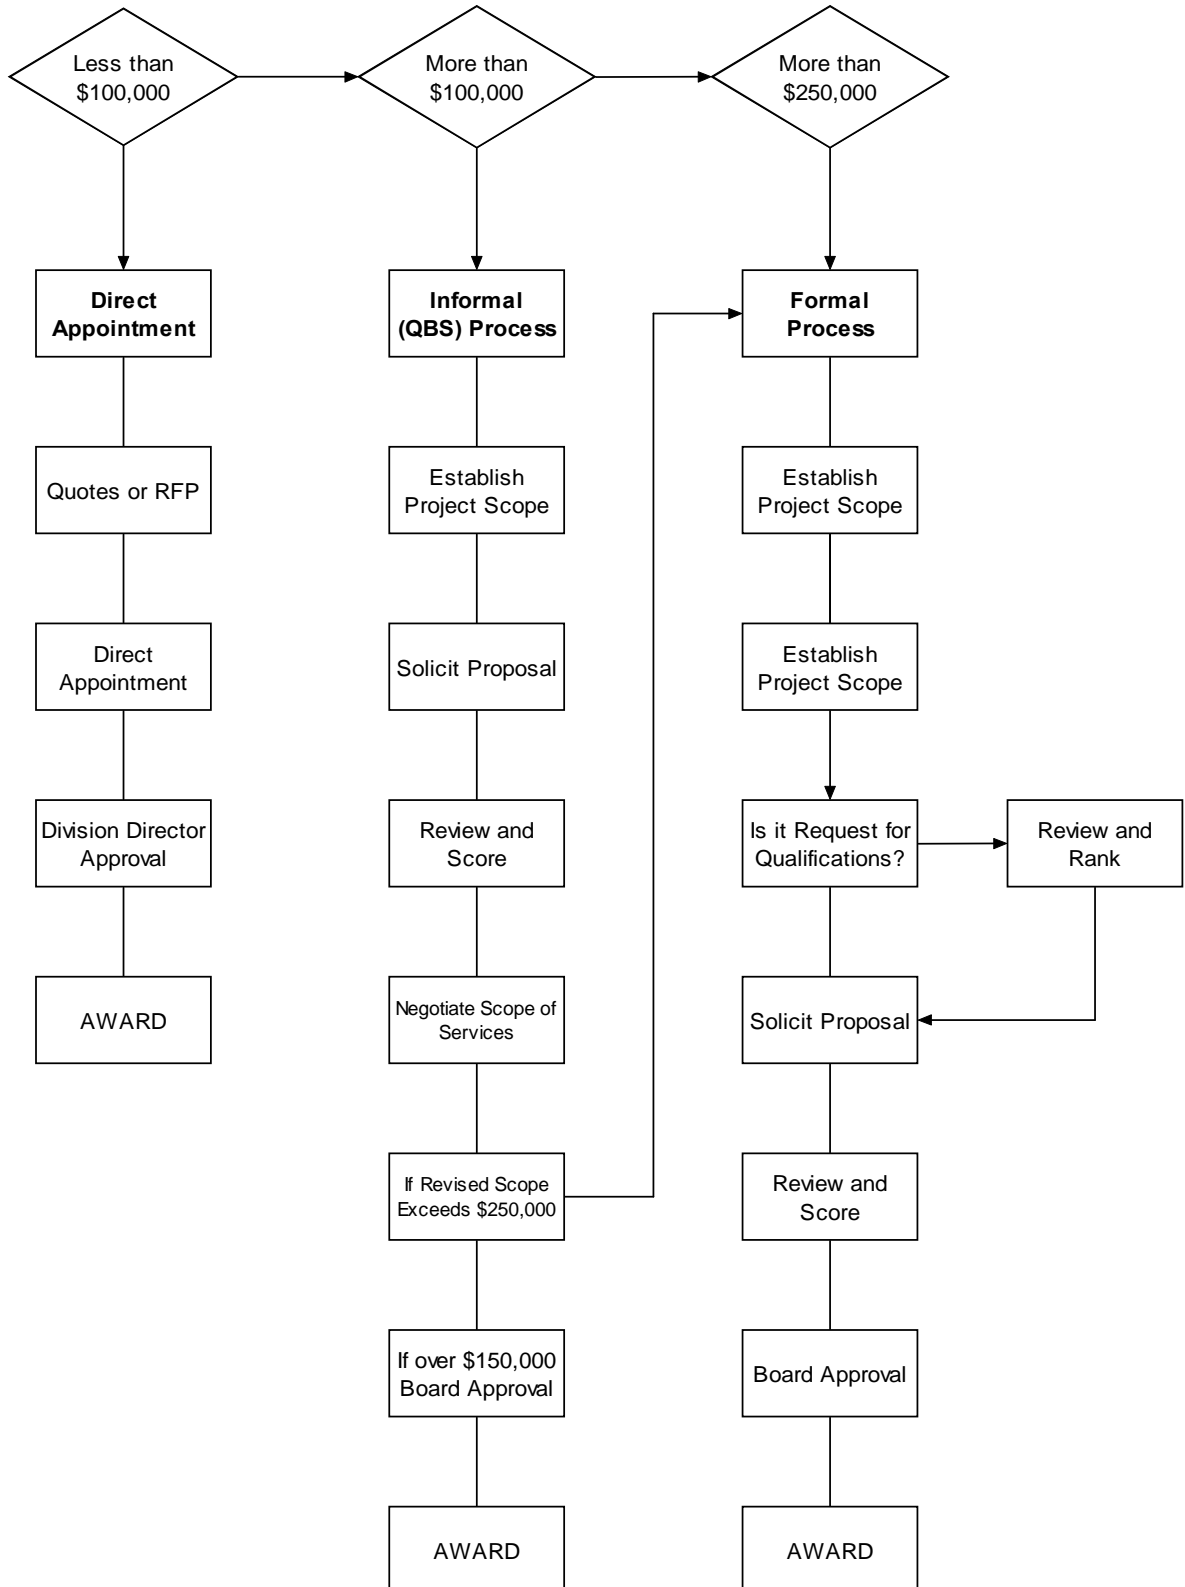 Less than
$100,000
More than
$100,000
More than
$250,000
Direct
Appointment
Informal
(QBS) Process
Formal
Process
Quotes or RFP
Establish
Project Scope
Establish
Project Scope
Direct
Appointment
Solicit Proposal
Establish
Project Scope
Division Director
Approval
Review and
Score
Is it Request for
Qualifications?
Review and
Rank
AWARD
Negotiate Scope of
Services
Solicit Proposal
If Revised Scope
Exceeds $250,000
Review and
Score
If over $150,000
Board Approval
Board Approval
AWARD
AWARD